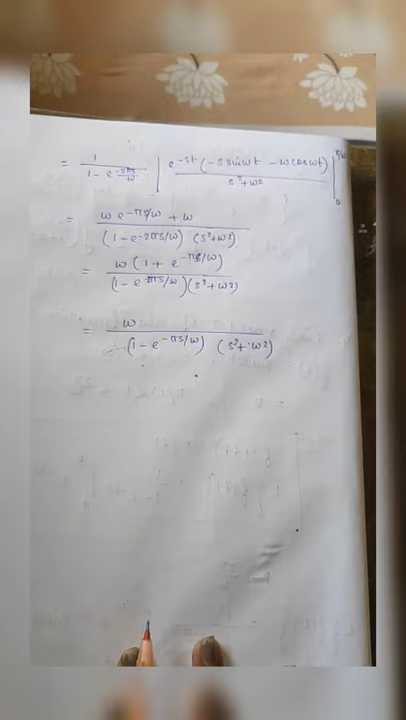 = 1 / (1 - e^(-2πs/ω)) | e^-st (-s sin ωt - ω cos ωt) / (s²+ω²) |₀^(π/ω)
= (ω e^-πs/ω + ω) / ((1-e^-2πs/ω) (s²+ω²))
= ω (1 + e^-πs/ω) / ((1-e^-2πs/ω)(s²+ω²))
= ω / ((1-e^-πs/ω) (s²+ω²))